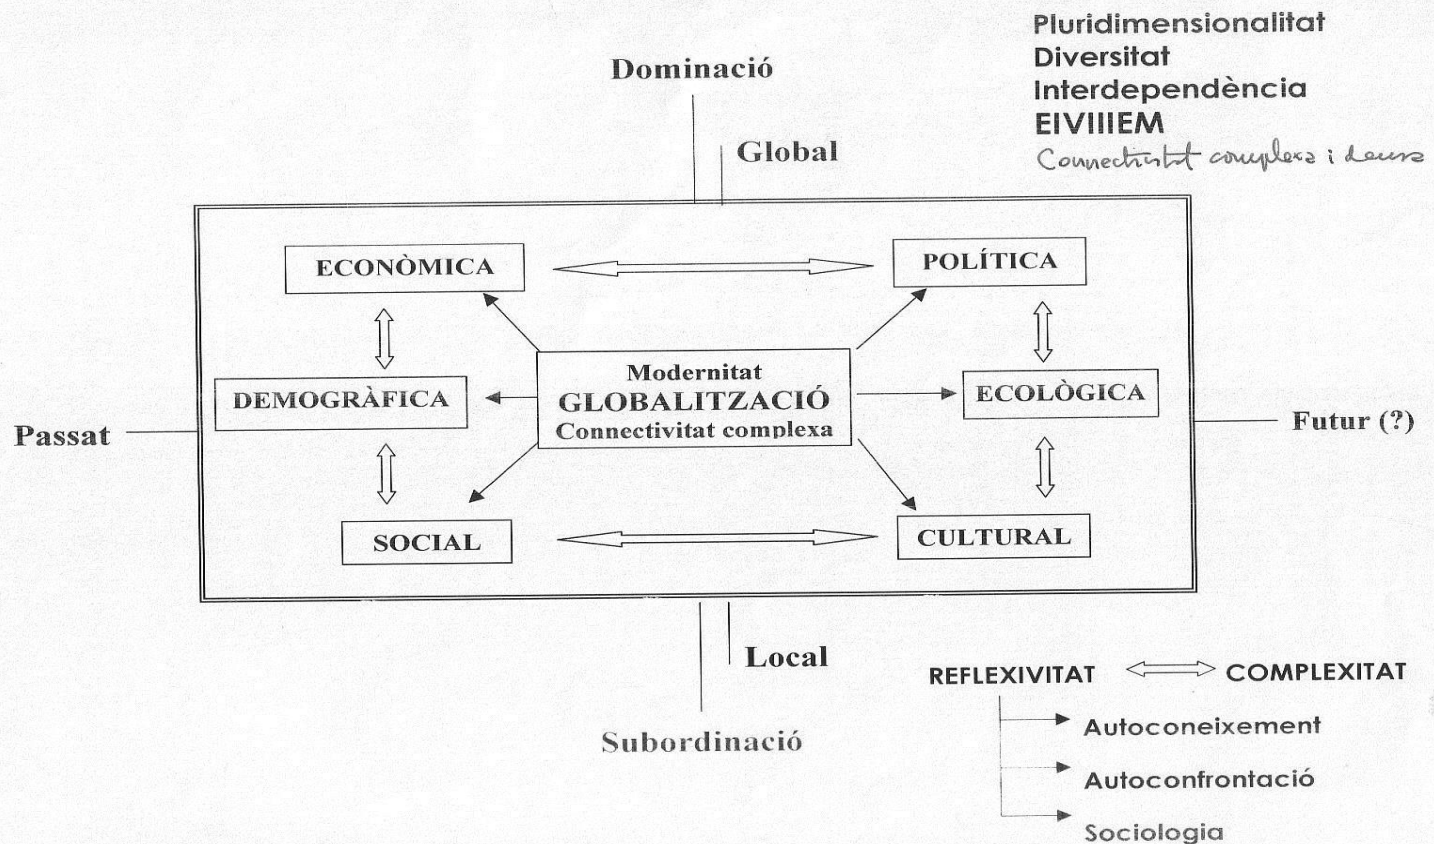 Pluridimensionalitat
Diversitat
Interdependència
EIVIIIEM
Connectivitat complexa i densa
Dominació
Global
ECONÒMICA
POLÍTICA
Modernitat
GLOBALITZACIÓ
Connectivitat complexa
DEMOGRÀFICA
ECOLÒGICA
Passat
Futur (?)
SOCIAL
CULTURAL
Local
Subordinació
REFLEXIVITAT
COMPLEXITAT
Autoconeixement
Autoconfrontació
Sociologia